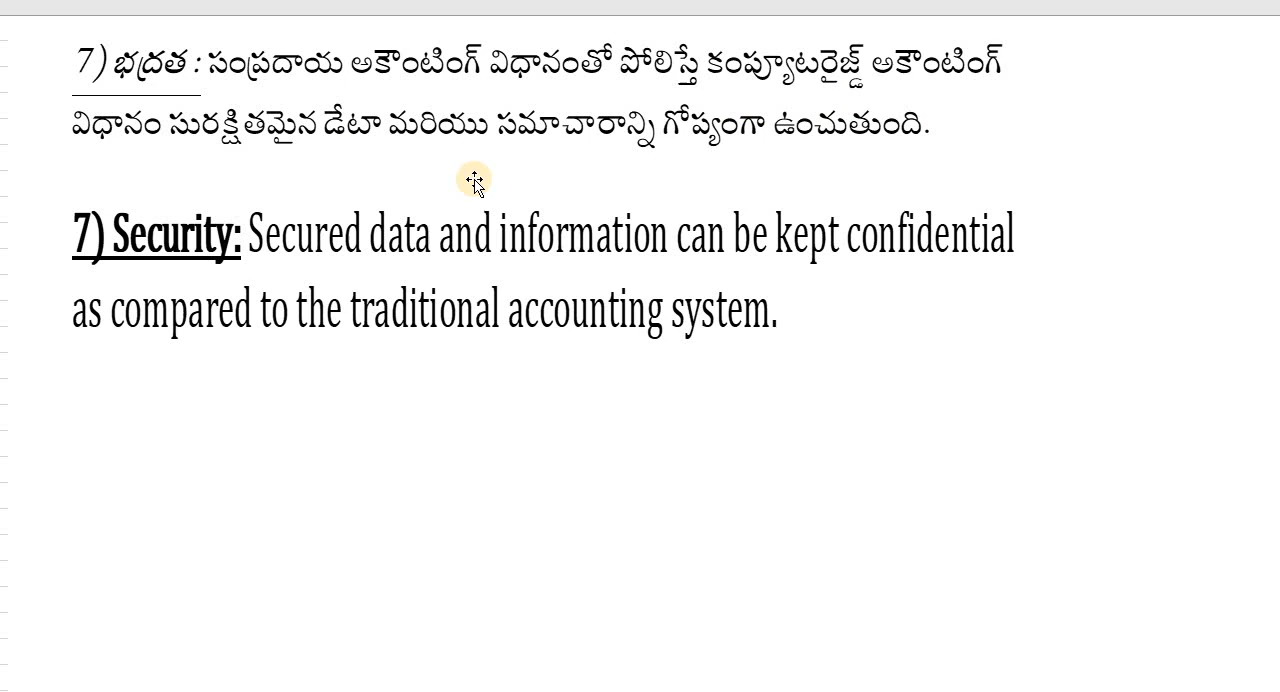 7) భద్రత : సంప్రదాయ అకౌంటింగ్ విధానంతో పోలిస్తే కంప్యూటరైజ్డ్ అకౌంటింగ్
విధానం సురక్షితమైన డేటా మరియు సమాచారాన్ని గోప్యంగా ఉంచుతుంది.
7) Security: Secured data and information can be kept confidential
as compared to the traditional accounting system.